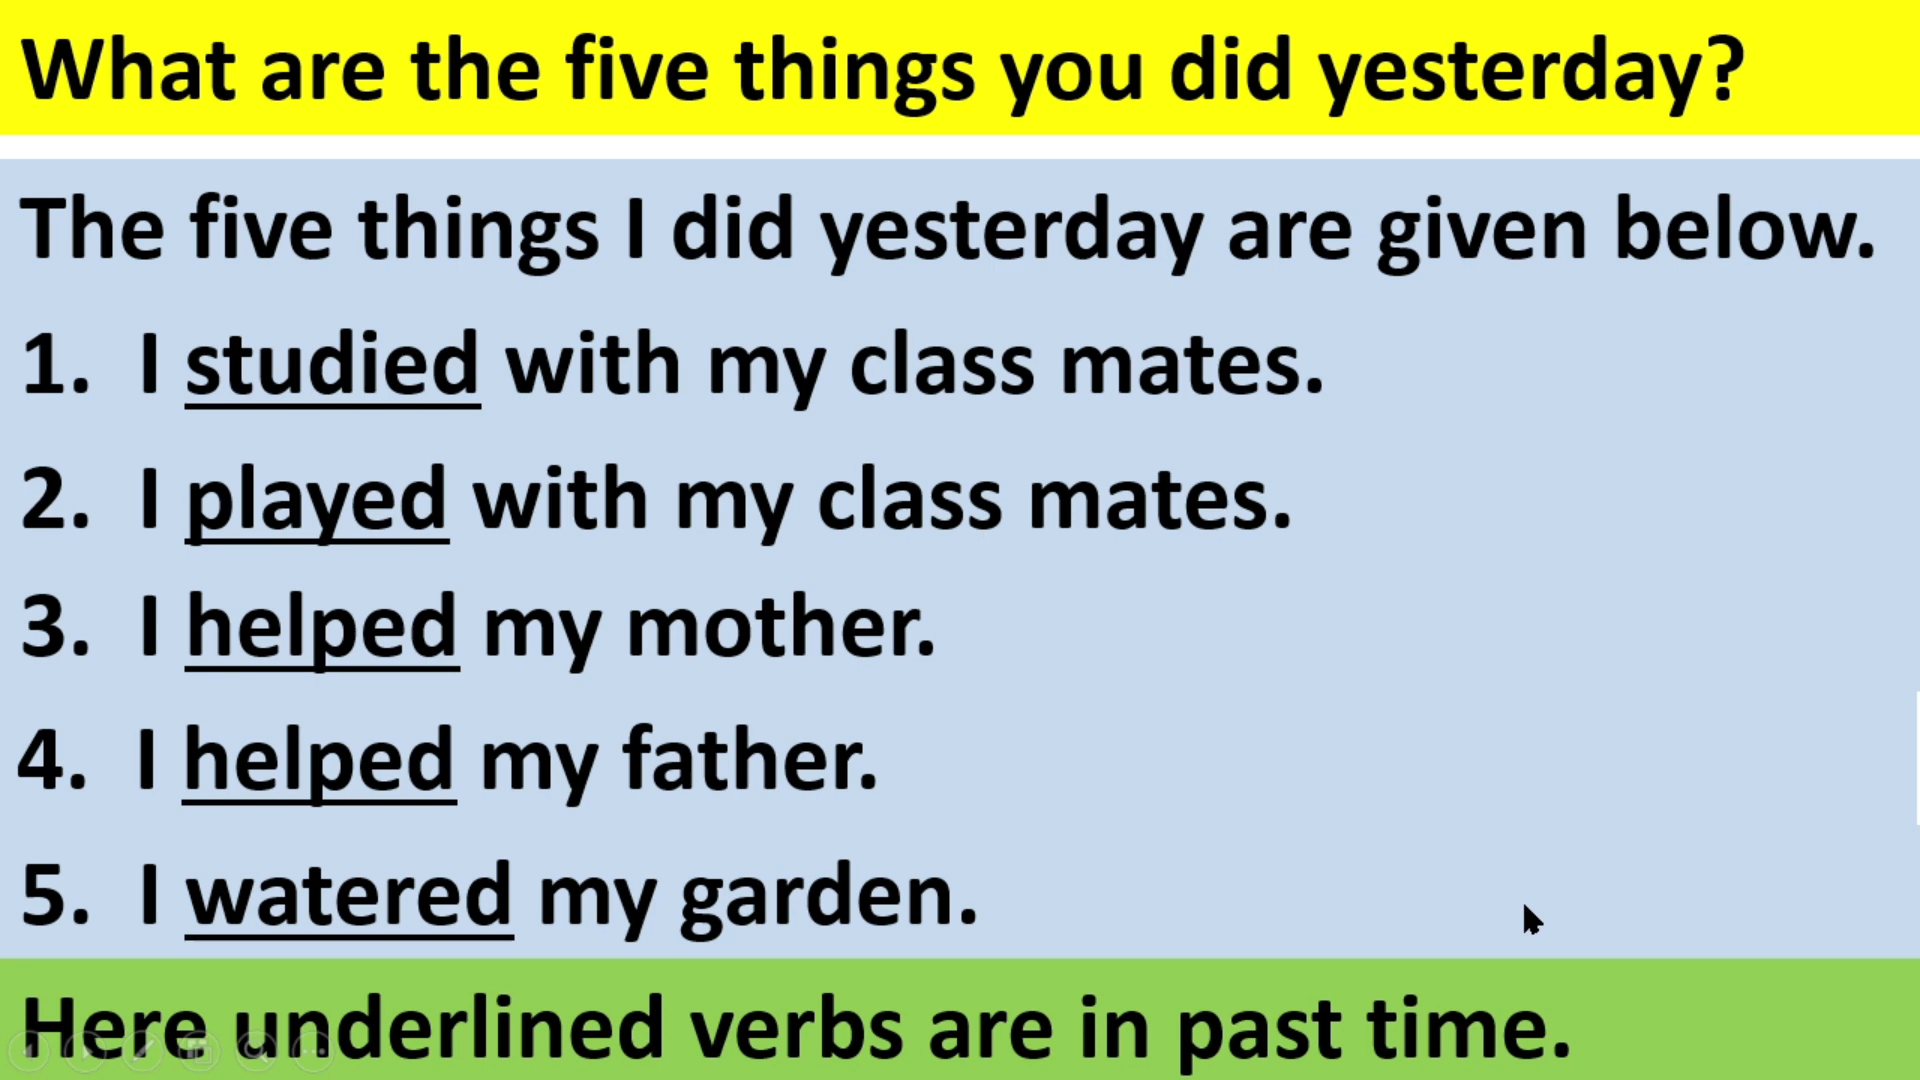 What are the five things you did yesterday?
The five things I did yesterday are given below.
1. I studied with my class mates.
2. I played with my class mates.
3. I helped my mother.
4. I helped my father.
5. I watered my garden.
Here underlined verbs are in past time.